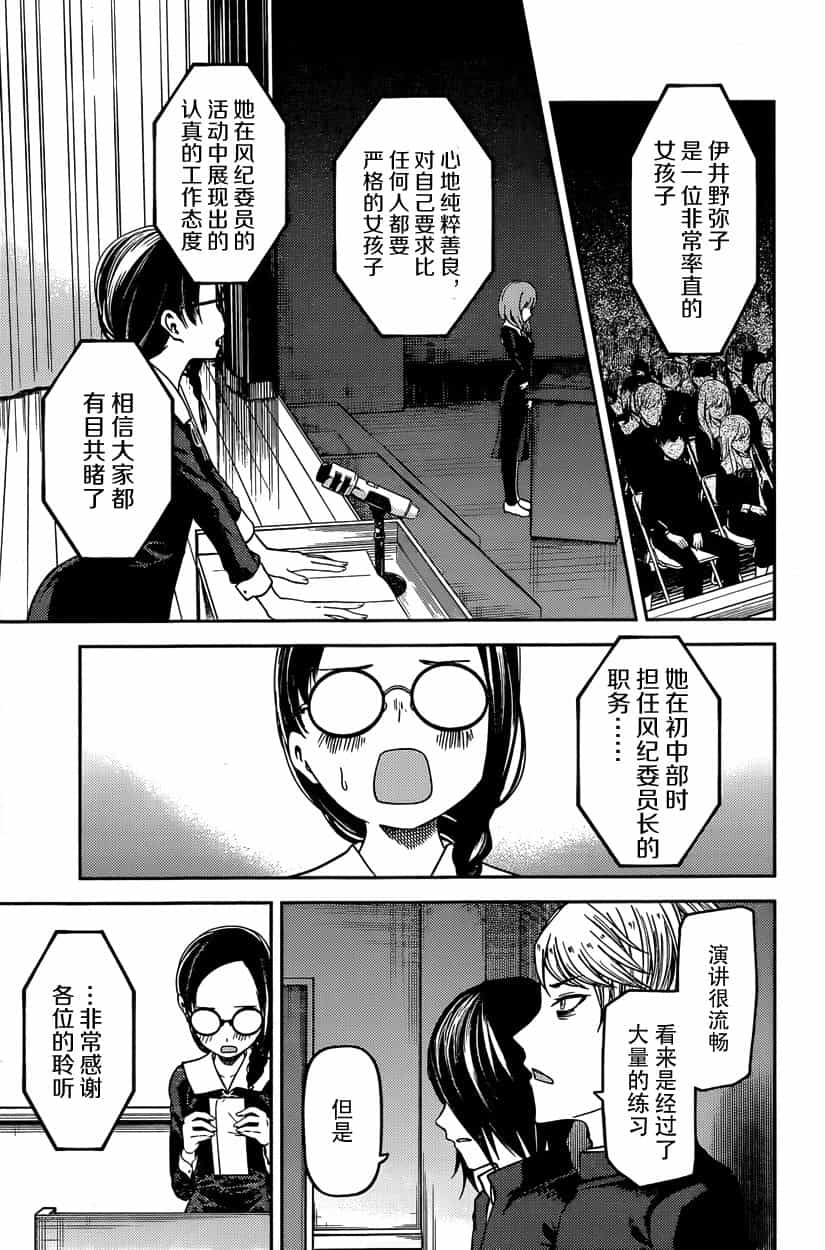 伊井野弥子
是一位非常率直的
女孩子
心地纯粹善良，
对自己要求比
任何人都要
严格的女孩子
她在风纪委员的
活动中展现出的
认真的工作态度
相信大家都
有目共睹了
她在初中部时
担任风纪委员长的
职务……
演讲很流畅
看来是经过了
大量的练习
但是
…非常感谢
各位的聆听